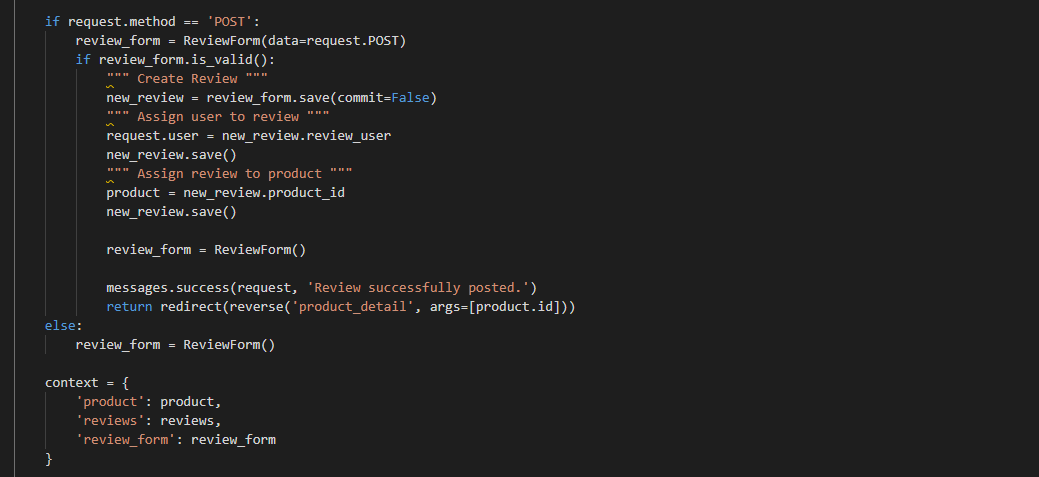 if request.method == 'POST':
    review_form = ReviewForm(data=request.POST)
    if review_form.is_valid():
        """ Create Review """
        new_review = review_form.save(commit=False)
        """ Assign user to review """
        request.user = new_review.review_user
        new_review.save()
        """ Assign review to product """
        product = new_review.product_id
        new_review.save()

        review_form = ReviewForm()

        messages.success(request, 'Review successfully posted.')
        return redirect(reverse('product_detail', args=[product.id]))
else:
    review_form = ReviewForm()

context = {
    'product': product,
    'reviews': reviews,
    'review_form': review_form
}